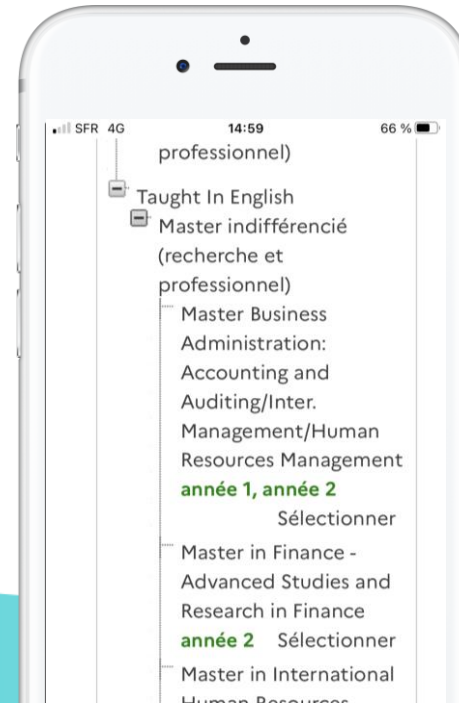 SFR 4G 14:59 66 %
professionnel)
Taught In English
Master indifférencié
(recherche et
professionnel)
Master Business
Administration:
Accounting and
Auditing/Inter.
Management/Human
Resources Management
année 1, année 2
Sélectionner
Master in Finance -
Advanced Studies and
Research in Finance
année 2 Sélectionner
Master in International
Human Resources